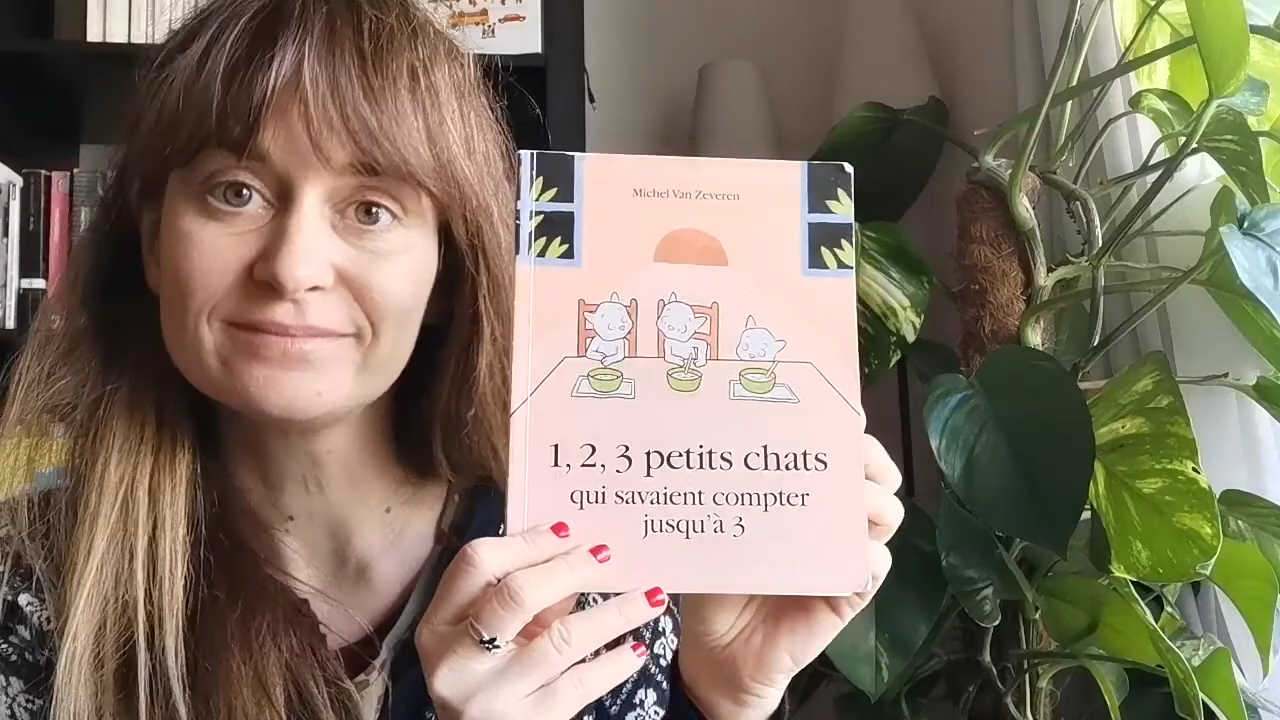 Michel Van Zeveren
1, 2, 3 petits chats
qui savaient compter
jusqu'à 3